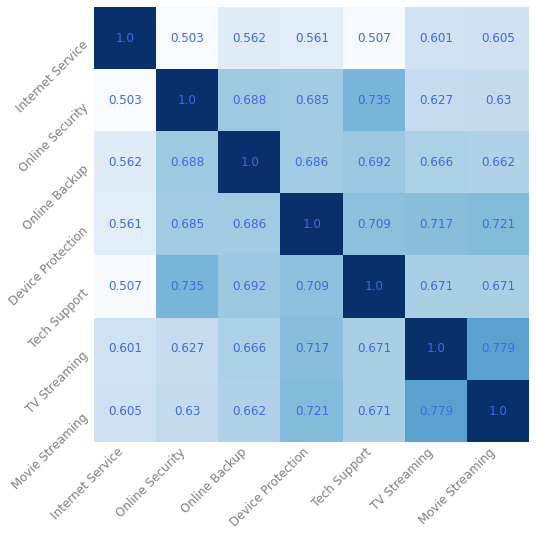 Internet Service 1.0 0.503 0.562 0.561 0.507 0.601 0.605
Online Security 0.503 1.0 0.688 0.685 0.735 0.627 0.63
Online Backup 0.562 0.688 1.0 0.686 0.692 0.666 0.662
Device Protection 0.561 0.685 0.686 1.0 0.709 0.717 0.721
Tech Support 0.507 0.735 0.692 0.709 1.0 0.671 0.671
TV Streaming 0.601 0.627 0.666 0.717 0.671 1.0 0.779
Movie Streaming 0.605 0.63 0.662 0.721 0.671 0.779 1.0
Internet Service Online Security Online Backup Device Protection Tech Support TV Streaming Movie Streaming